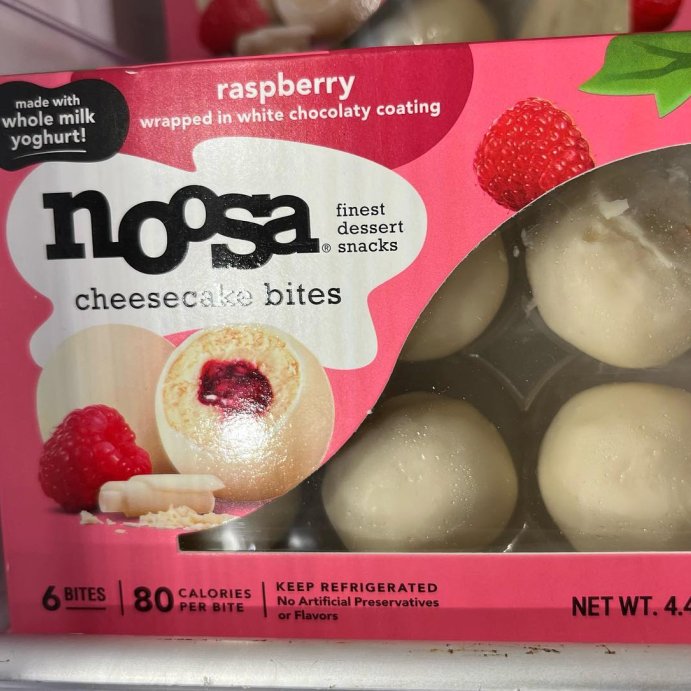 made with
whole milk
yoghurt!
raspberry
wrapped in white chocolaty coating
noosa®
finest
dessert
snacks
cheesecake bites
6 BITES
80 CALORIES
PER BITE
KEEP REFRIGERATED
No Artificial Preservatives
or Flavors
NET WT. 4.4